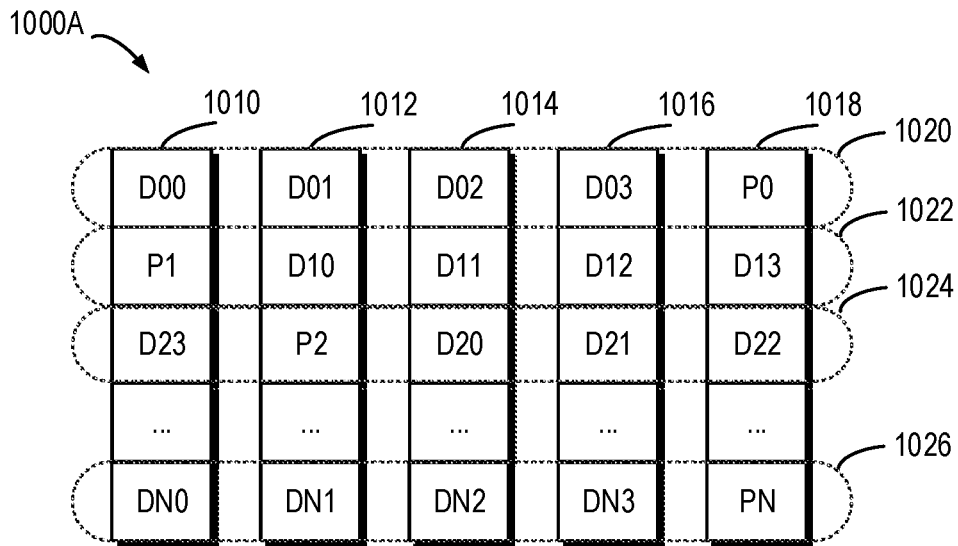 1000A
1010 1012 1014 1016 1018
1020
D00 D01 D02 D03 P0
1022
P1 D10 D11 D12 D13
1024
D23 P2 D20 D21 D22
... ... ... ... ...
1026
DN0 DN1 DN2 DN3 PN